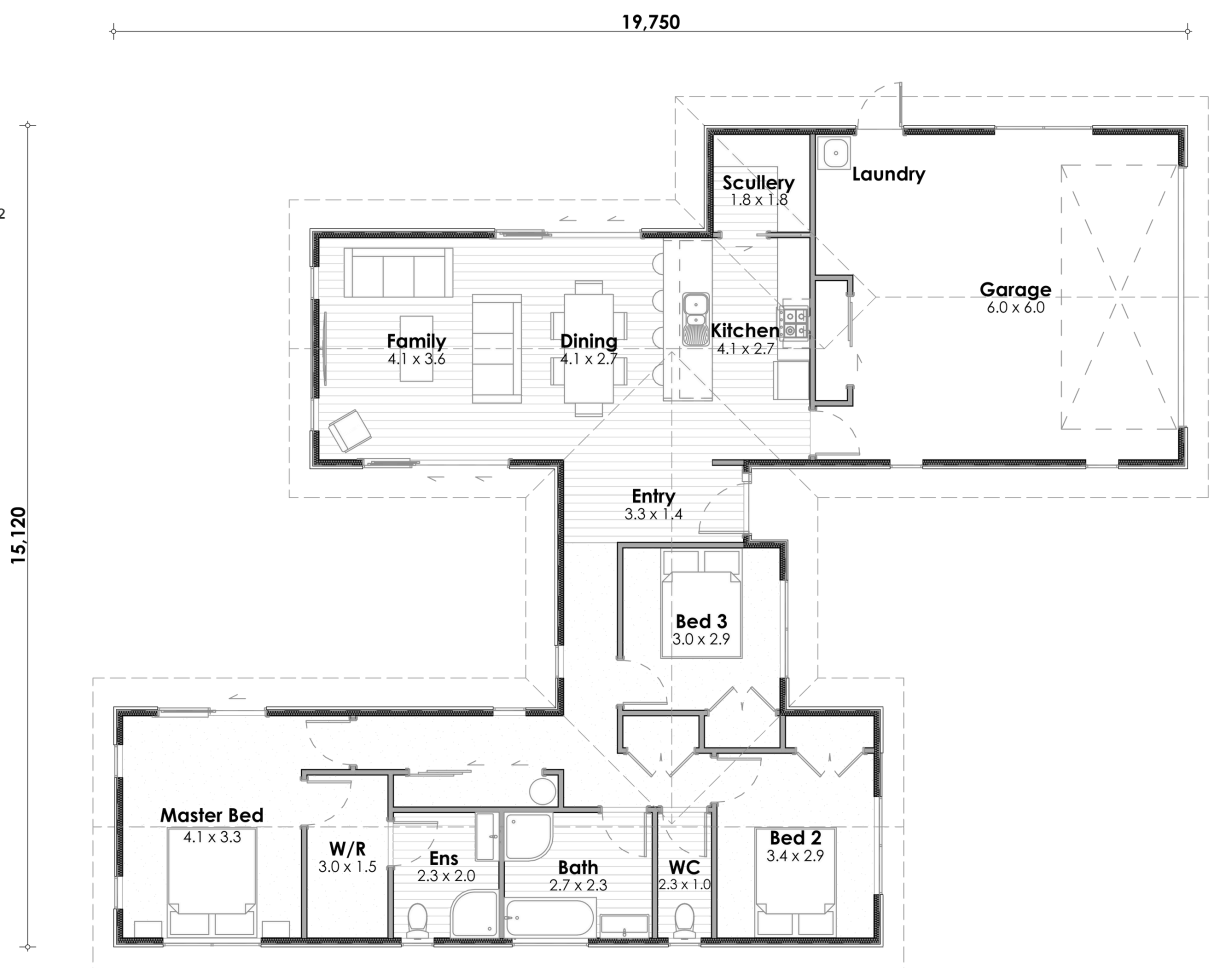 19,750
Scullery
1.8 x 1.8
Laundry
2
Garage
6.0 x 6.0
Family
4.1 x 3.6
Dining
4.1 x 2.7
Kitchen
4.1 x 2.7
Entry
3.3 x 1.4
15,120
Bed 3
3.0 x 2.9
Master Bed
4.1 x 3.3
W/R
3.0 x 1.5
Ens
2.3 x 2.0
Bath
2.7 x 2.3
WC
2.3 x 1.0
Bed 2
3.4 x 2.9